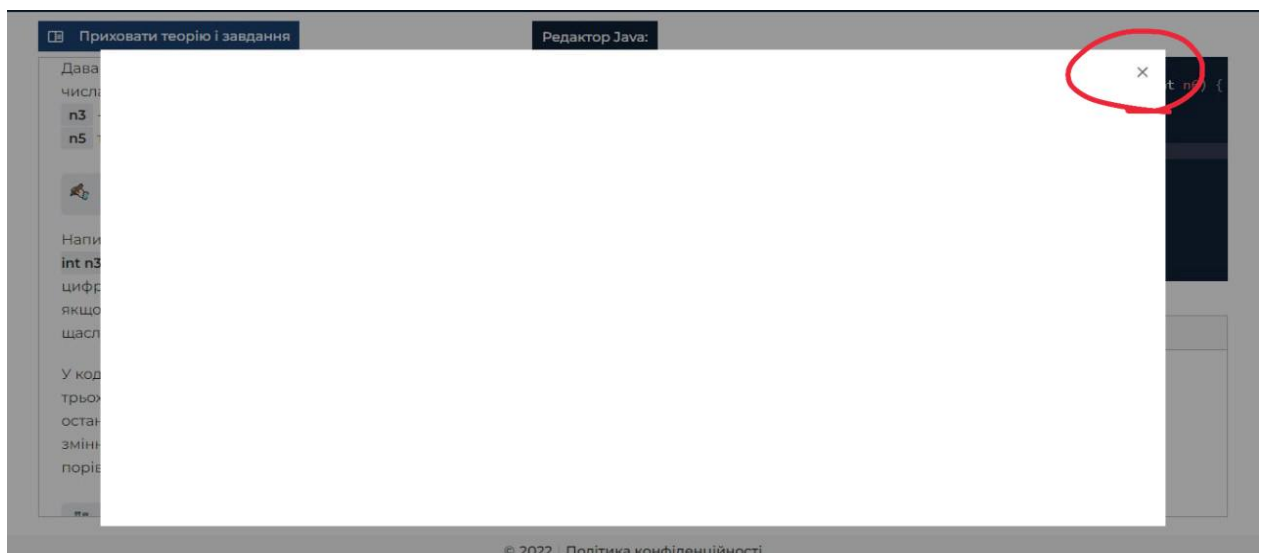 Приховати теорію і завдання
Редактор Java:
Дава
числа
n3 -
n5
t n6) {
Напи
int n3
цифр
якщо
щасл
У код
трьох
остан
змінн
порів
© 2022 Політика конфіденційності